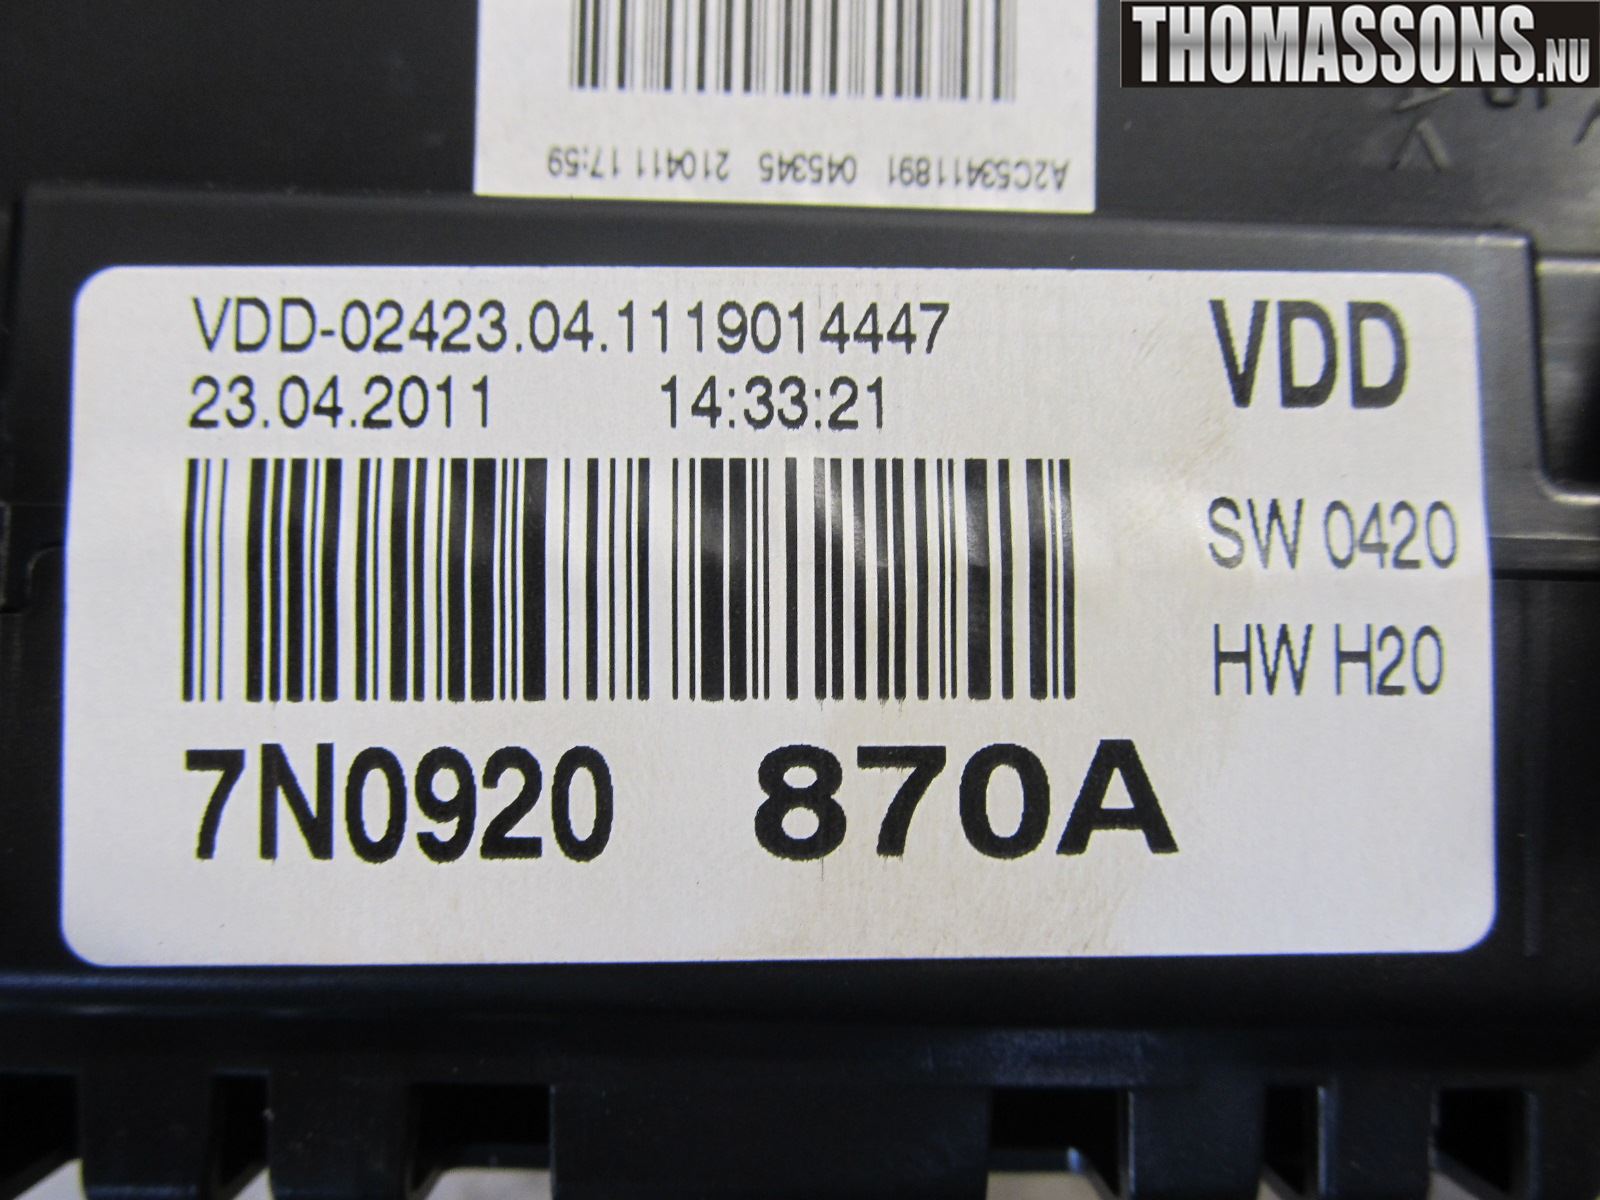 THOMASSONS.NU
A2C53411891 045345 210411 17:59
VDD-02423.04.1119014447
23.04.2011 14:33:21
VDD
SW 0420
HW H20
7N0920 870A